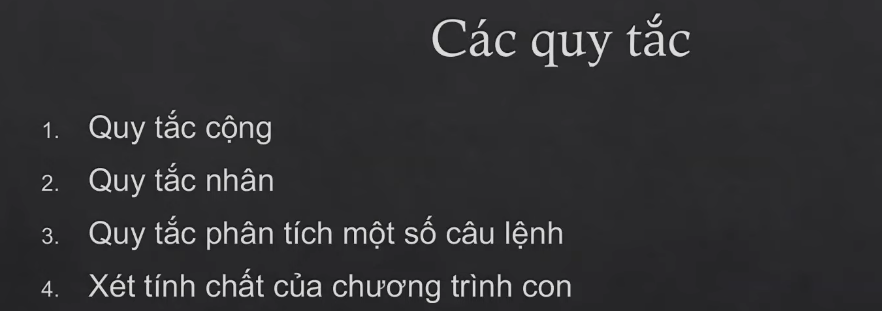 Các quy tắc
1. Quy tắc cộng
2. Quy tắc nhân
3. Quy tắc phân tích một số câu lệnh
4. Xét tính chất của chương trình con